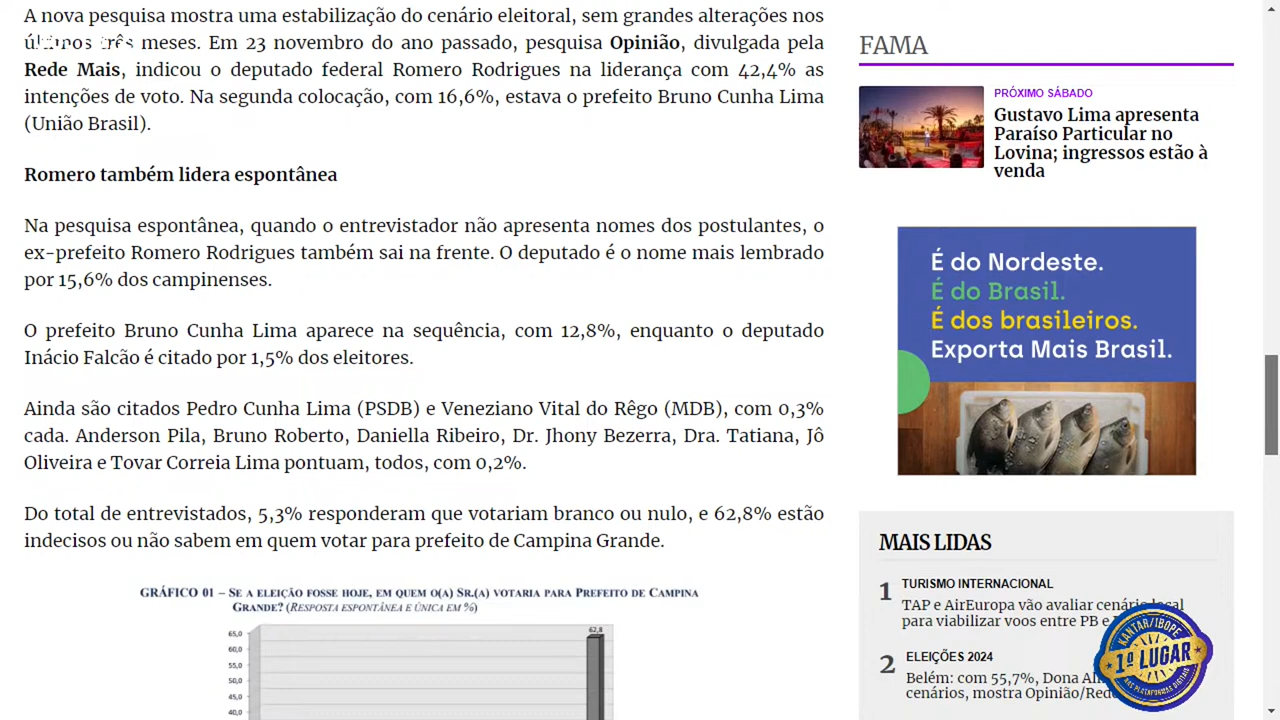 A nova pesquisa mostra uma estabilização do cenário eleitoral, sem grandes alterações nos
últimos três meses. Em 23 novembro do ano passado, pesquisa Opinião, divulgada pela
Rede Mais, indicou o deputado federal Romero Rodrigues na liderança com 42,4% as
intenções de voto. Na segunda colocação, com 16,6%, estava o prefeito Bruno Cunha Lima
(União Brasil).
Romero também lidera espontânea
Na pesquisa espontânea, quando o entrevistador não apresenta nomes dos postulantes, o
ex-prefeito Romero Rodrigues também sai na frente. O deputado é o nome mais lembrado
por 15,6% dos campinenses.
O prefeito Bruno Cunha Lima aparece na sequência, com 12,8%, enquanto o deputado
Inácio Falcão é citado por 1,5% dos eleitores.
Ainda são citados Pedro Cunha Lima (PSDB) e Veneziano Vital do Rêgo (MDB), com 0,3%
cada. Anderson Pila, Bruno Roberto, Daniella Ribeiro, Dr. Jhony Bezerra, Dra. Tatiana, Jô
Oliveira e Tovar Correia Lima pontuam, todos, com 0,2%.
Do total de entrevistados, 5,3% responderam que votariam branco ou nulo, e 62,8% estão
indecisos ou não sabem em quem votar para prefeito de Campina Grande.
GRÁFICO 01 – SE A ELEIÇÃO FOSSE HOJE, EM QUEM O(A) SR.(A) VOTARIA PARA PREFEITO DE CAMPINA
GRANDE? (RESPOSTA ESPONTÂNEA E ÚNICA EM %)
62,8
65,0
60,0
55,0
50,0
45,0
40,0
FAMA
PRÓXIMO SÁBADO
Gustavo Lima apresenta
Paraíso Particular no
Lovina; ingressos estão à
venda
É do Nordeste.
É do Brasil.
É dos brasileiros.
Exporta Mais Brasil.
MAIS LIDAS
1 TURISMO INTERNACIONAL
TAP e AirEuropa vão avaliar cenário local
para viabilizar voos entre PB e
2 ELEIÇÕES 2024
Belém: com 55,7%, Dona
cenários, mostra Opinião/Rede
KANTAR/IBOPE
1º LUGAR
NAS PLATAFORMAS DIGITAIS